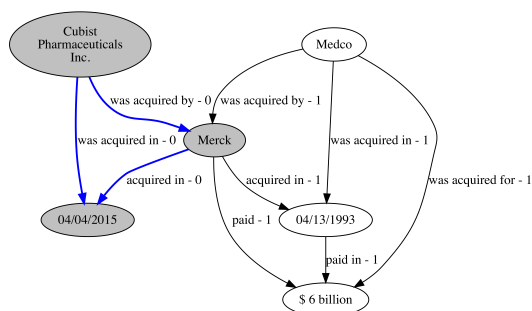 Cubist
Pharmaceuticals
Inc.
Medco
was acquired by - 0
was acquired by - 1
was acquired in - 0
Merck
was acquired in - 1
acquired in - 0
acquired in - 1
was acquired for - 1
04/04/2015
paid - 1
04/13/1993
paid in - 1
$ 6 billion